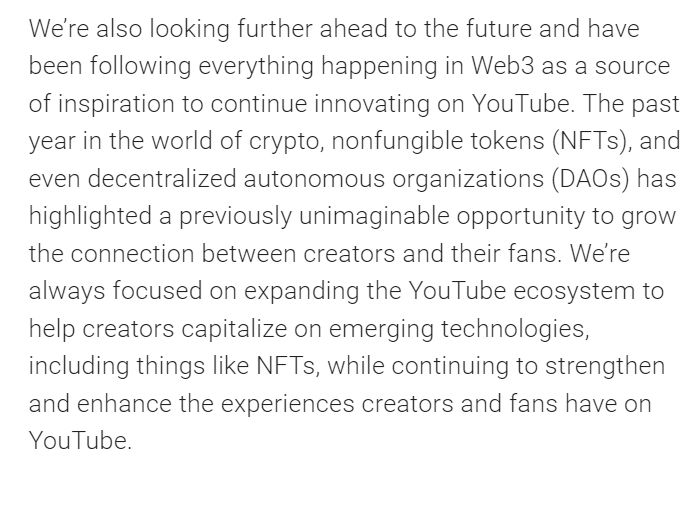 We’re also looking further ahead to the future and have
been following everything happening in Web3 as a source
of inspiration to continue innovating on YouTube. The past
year in the world of crypto, nonfungible tokens (NFTs), and
even decentralized autonomous organizations (DAOs) has
highlighted a previously unimaginable opportunity to grow
the connection between creators and their fans. We’re
always focused on expanding the YouTube ecosystem to
help creators capitalize on emerging technologies,
including things like NFTs, while continuing to strengthen
and enhance the experiences creators and fans have on
YouTube.